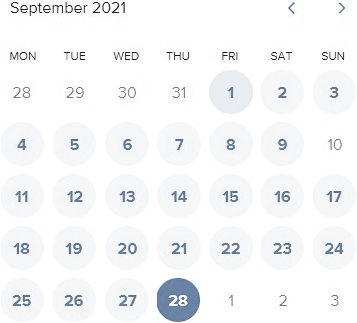 September 2021
MON TUE WED THU FRI SAT SUN
28 29 30 31 1 2 3
4 5 6 7 8 9 10
11 12 13 14 15 16 17
18 19 20 21 22 23 24
25 26 27 28 1 2 3